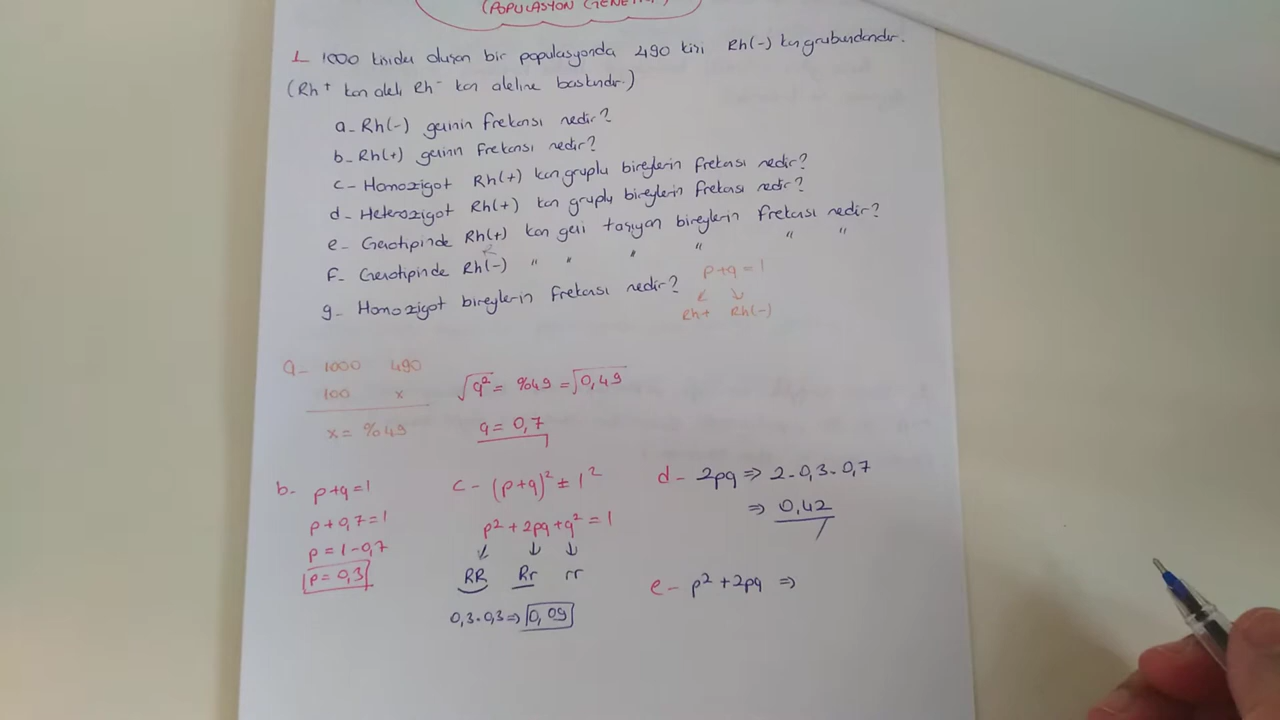 (POPULASYON GENETİ
1 1000 kişiden oluşan bir populasyonda 490 kişi Rh(-) kan grubundandır.
(Rh+ kan aleli Rh- kan aleline baskındır.)
a- Rh(-) geninin frekansı nedir?
b- Rh(+) geninin frekansı nedir?
c- Homozigot Rh(+) kan gruplu bireylerin frekansı nedir?
d- Heterozigot Rh(+) kan gruplu bireylerin frekansı nedir?
e- Genotipinde Rh(+) kan geni taşıyan bireylerin frekansı nedir?
f- Genotipinde Rh(-) " " " " " "
g- Homozigot bireylerin frekansı nedir?
p+q=1
Rh+ Rh(-)
a- 1000 490
100 x
x= %49
√q² = %49 = √0,49
q= 0,7
b- p+q=1
p+0,7=1
p=1-0,7
p=0,3
c- (p+q)² = 1²
p² + 2pq + q² = 1
RR Rr rr
0,3.0,3 ⇒ 0,09
d- 2pq ⇒ 2.0,3.0,7
⇒ 0,42
e- p² + 2pq ⇒